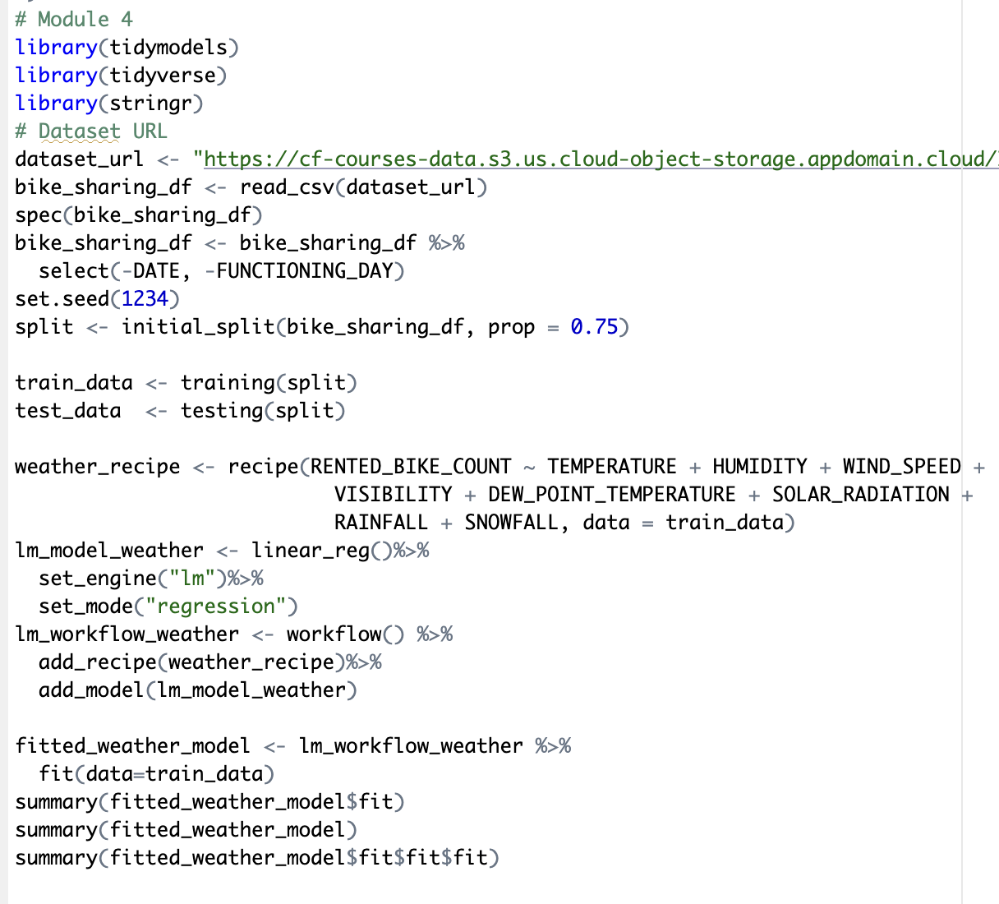 # Module 4
library(tidymodels)
library(tidyverse)
library(stringr)
# Dataset URL
dataset_url <- "https://cf-courses-data.s3.us.cloud-object-storage.appdomain.cloud/
bike_sharing_df <- read_csv(dataset_url)
spec(bike_sharing_df)
bike_sharing_df <- bike_sharing_df %>%
  select(-DATE, -FUNCTIONING_DAY)
set.seed(1234)
split <- initial_split(bike_sharing_df, prop = 0.75)

train_data <- training(split)
test_data  <- testing(split)

weather_recipe <- recipe(RENTED_BIKE_COUNT ~ TEMPERATURE + HUMIDITY + WIND_SPEED +
                           VISIBILITY + DEW_POINT_TEMPERATURE + SOLAR_RADIATION +
                           RAINFALL + SNOWFALL, data = train_data)
lm_model_weather <- linear_reg()%>%
  set_engine("lm")%>%
  set_mode("regression")
lm_workflow_weather <- workflow() %>%
  add_recipe(weather_recipe)%>%
  add_model(lm_model_weather)

fitted_weather_model <- lm_workflow_weather %>%
  fit(data=train_data)
summary(fitted_weather_model$fit)
summary(fitted_weather_model)
summary(fitted_weather_model$fit$fit$fit)